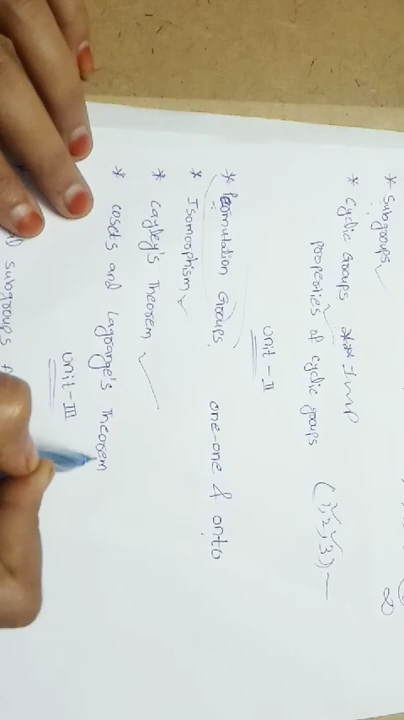 * Subgroups
* Cyclic Groups *** Imp
properties of cyclic groups (1,2,3)
Unit-II
* Permutation Groups one-one & onto
* Isomorphism
* Cayley's Theorem
* Cosets and Lagrange's Theorem
Unit-III
subgroups